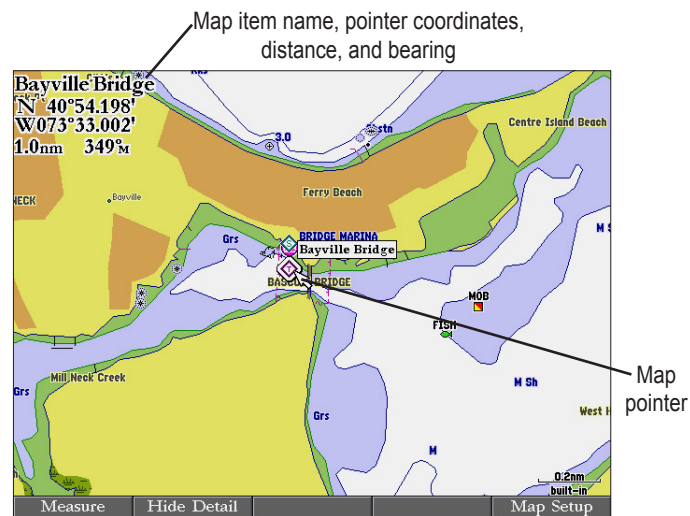 Map item name, pointer coordinates,
distance, and bearing
Bayville Bridge
N 40°54.198'
W073°33.002'
1.0nm 349°M
3.0
Centre Island Beach
NECK
Bayville
Ferry Beach
Grs
BRIDGE MARINA
S
Bayville Bridge
T
MOB
FISH
Map
pointer
Mill Neck Creek
Grs
M Sh
Grs
West H
M
0.2nm
built-in
Measure Hide Detail Map Setup